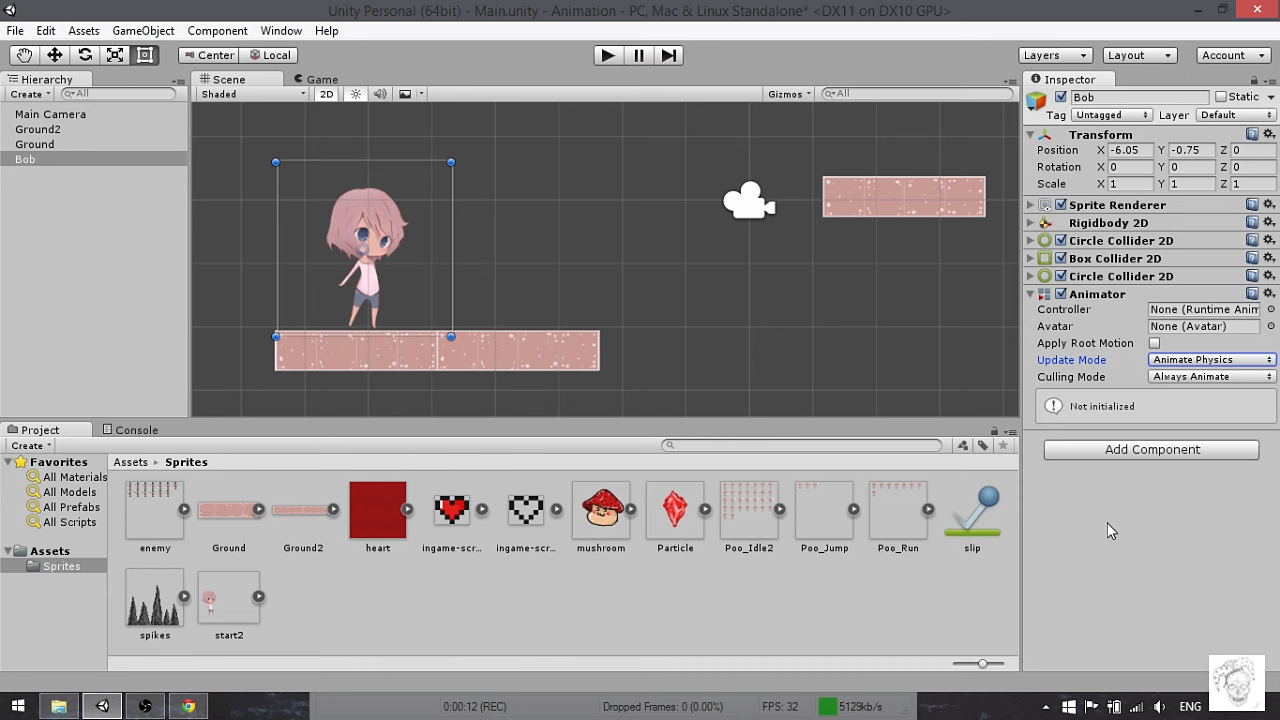 Unity Personal (64bit) - Main.unity - Animation - PC, Mac & Linux Standalone* <DX11 on DX10 GPU>
File Edit Assets GameObject Component Window Help
Center Local Layers Layout Account
Hierarchy
Create All
Main Camera
Ground2
Ground
Bob
Scene Game
Shaded 2D Gizmos All
Inspector
Bob Static
Tag Untagged Layer Default
Transform
Position X -6.05 Y -0.75 Z 0
Rotation X 0 Y 0 Z 0
Scale X 1 Y 1 Z 1
Sprite Renderer
Rigidbody 2D
Circle Collider 2D
Box Collider 2D
Circle Collider 2D
Animator
Controller None (Runtime Anim
Avatar None (Avatar)
Apply Root Motion
Update Mode Animate Physics
Culling Mode Always Animate
Not initialized
Add Component
Project Console
Create
Favorites
All Materials
All Models
All Prefabs
All Scripts
Assets
Sprites
Assets Sprites
enemy Ground Ground2 heart ingame-scr... ingame-scr... mushroom Particle Poo_Idle2 Poo_Jump Poo_Run slip
spikes start2
0:00:12 (REC) Dropped Frames: 0 (0.00%) FPS: 32 5129kb/s
ENG